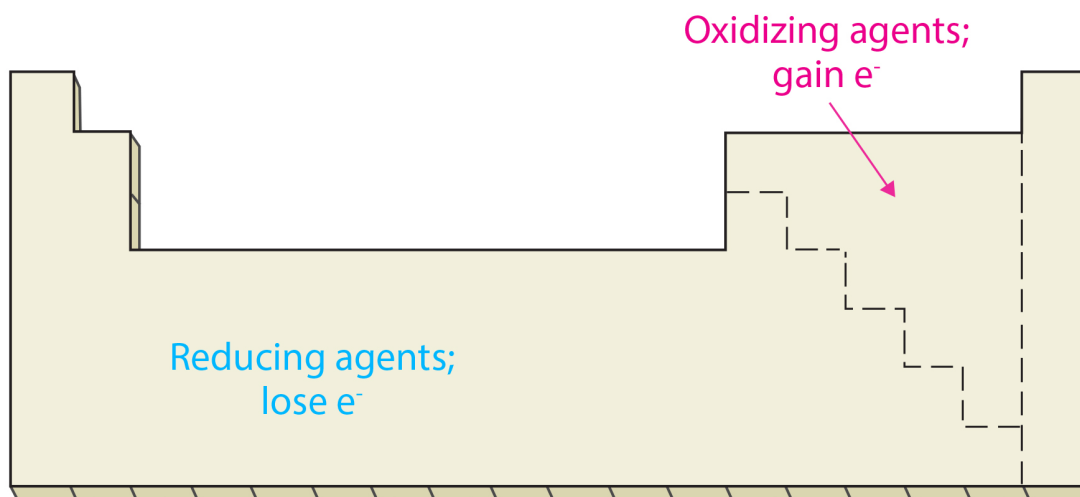 Oxidizing agents;
gain e⁻
Reducing agents;
lose e⁻